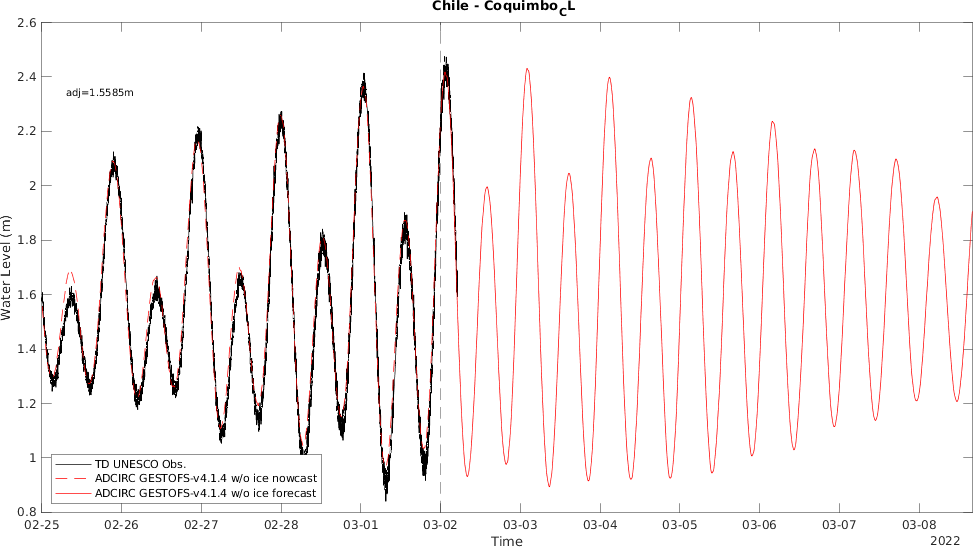 Chile - Coquimbo_CL
2.6
2.4
2.2
2
1.8
1.6
1.4
1.2
1
0.8
Water Level (m)
adj=1.5585m
TD UNESCO Obs.
ADCIRC GESTOFS-v4.1.4 w/o ice nowcast
ADCIRC GESTOFS-v4.1.4 w/o ice forecast
02-25 02-26 02-27 02-28 03-01 03-02 03-03 03-04 03-05 03-06 03-07 03-08
Time
2022